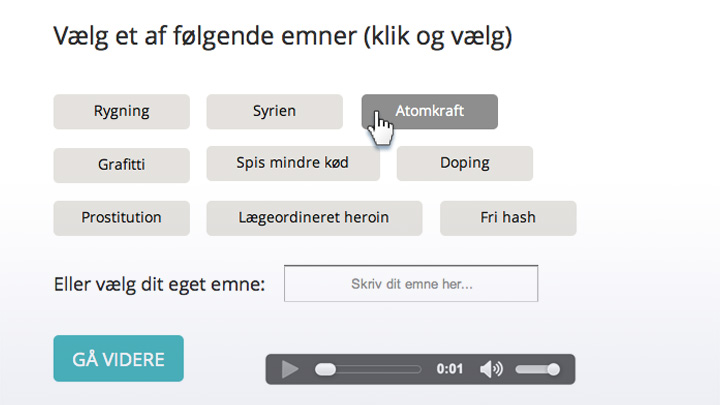 Vælg et af følgende emner (klik og vælg)
Rygning Syrien Atomkraft
Grafitti Spis mindre kød Doping
Prostitution Lægeordineret heroin Fri hash
Eller vælg dit eget emne: Skriv dit emne her...
GÅ VIDERE
0:01